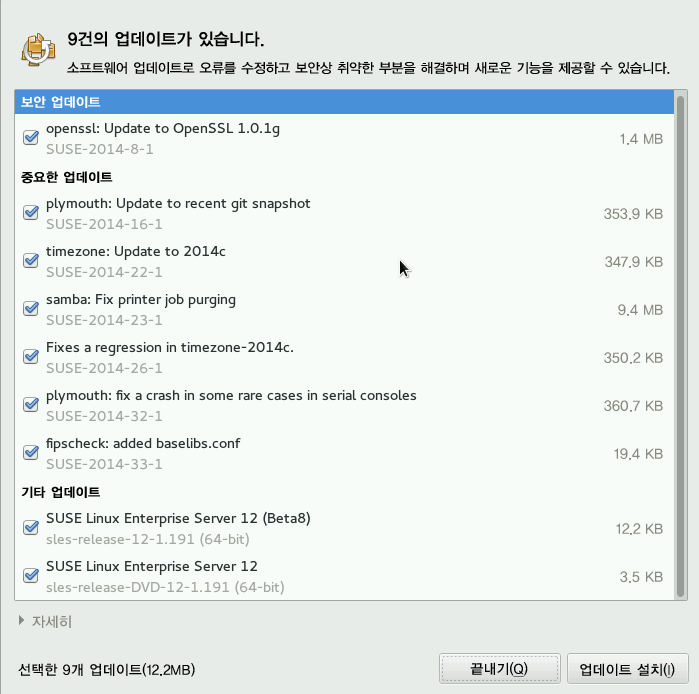 9건의 업데이트가 있습니다.
소프트웨어 업데이트로 오류를 수정하고 보안상 취약한 부분을 해결하며 새로운 기능을 제공할 수 있습니다.
보안 업데이트
openssl: Update to OpenSSL 1.0.1g
SUSE-2014-8-1
1.4 MB
중요한 업데이트
plymouth: Update to recent git snapshot
SUSE-2014-16-1
353.9 KB
timezone: Update to 2014c
SUSE-2014-22-1
347.9 KB
samba: Fix printer job purging
SUSE-2014-23-1
9.4 MB
Fixes a regression in timezone-2014c.
SUSE-2014-26-1
350.2 KB
plymouth: fix a crash in some rare cases in serial consoles
SUSE-2014-32-1
360.7 KB
fipscheck: added baselibs.conf
SUSE-2014-33-1
19.4 KB
기타 업데이트
SUSE Linux Enterprise Server 12 (Beta8)
sles-release-12-1.191 (64-bit)
12.2 KB
SUSE Linux Enterprise Server 12
sles-release-DVD-12-1.191 (64-bit)
3.5 KB
자세히
선택한 9개 업데이트(12.2MB)
끝내기(Q)
업데이트 설치(I)